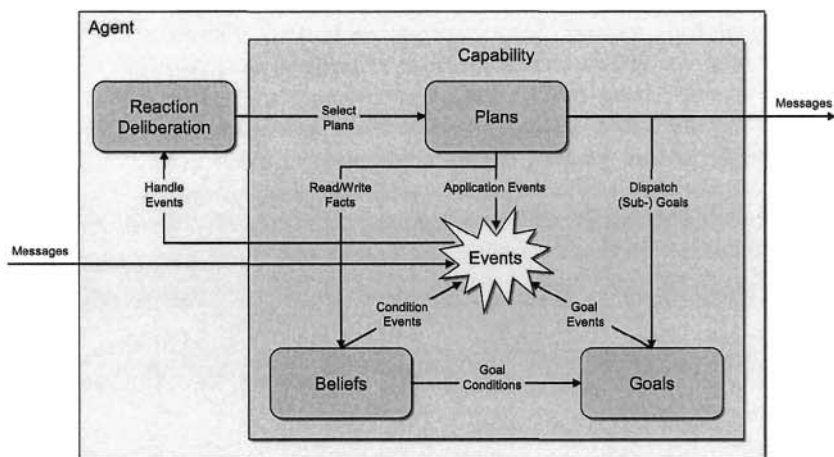 Agent
Capability
Reaction
Deliberation
Select
Plans
Plans
Messages
Handle
Events
Read/Write
Facts
Application Events
Dispatch
(Sub-) Goals
Messages
Events
Condition
Events
Goal
Events
Beliefs
Goal
Conditions
Goals